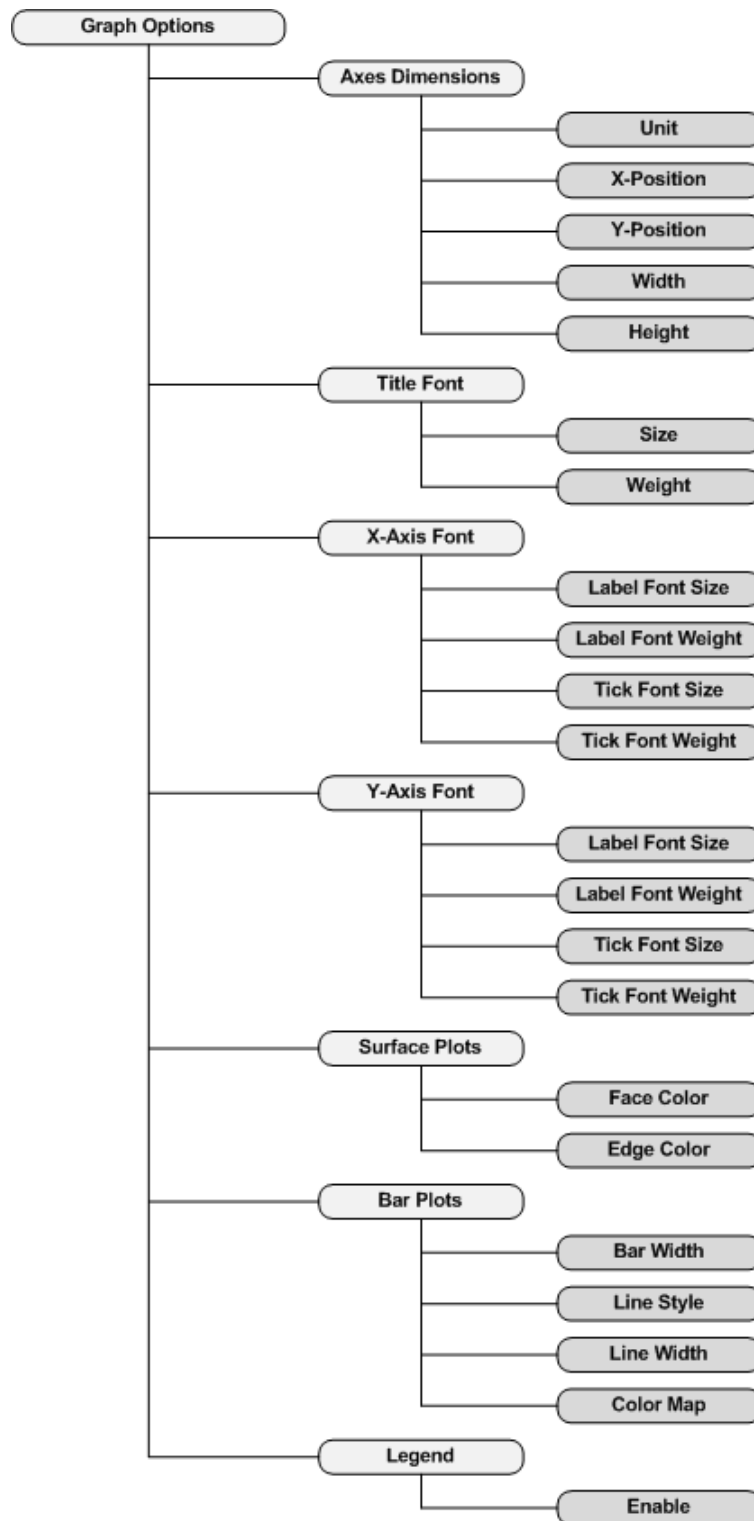 Graph Options
Axes Dimensions
Unit
X-Position
Y-Position
Width
Height
Title Font
Size
Weight
X-Axis Font
Label Font Size
Label Font Weight
Tick Font Size
Tick Font Weight
Y-Axis Font
Label Font Size
Label Font Weight
Tick Font Size
Tick Font Weight
Surface Plots
Face Color
Edge Color
Bar Plots
Bar Width
Line Style
Line Width
Color Map
Legend
Enable